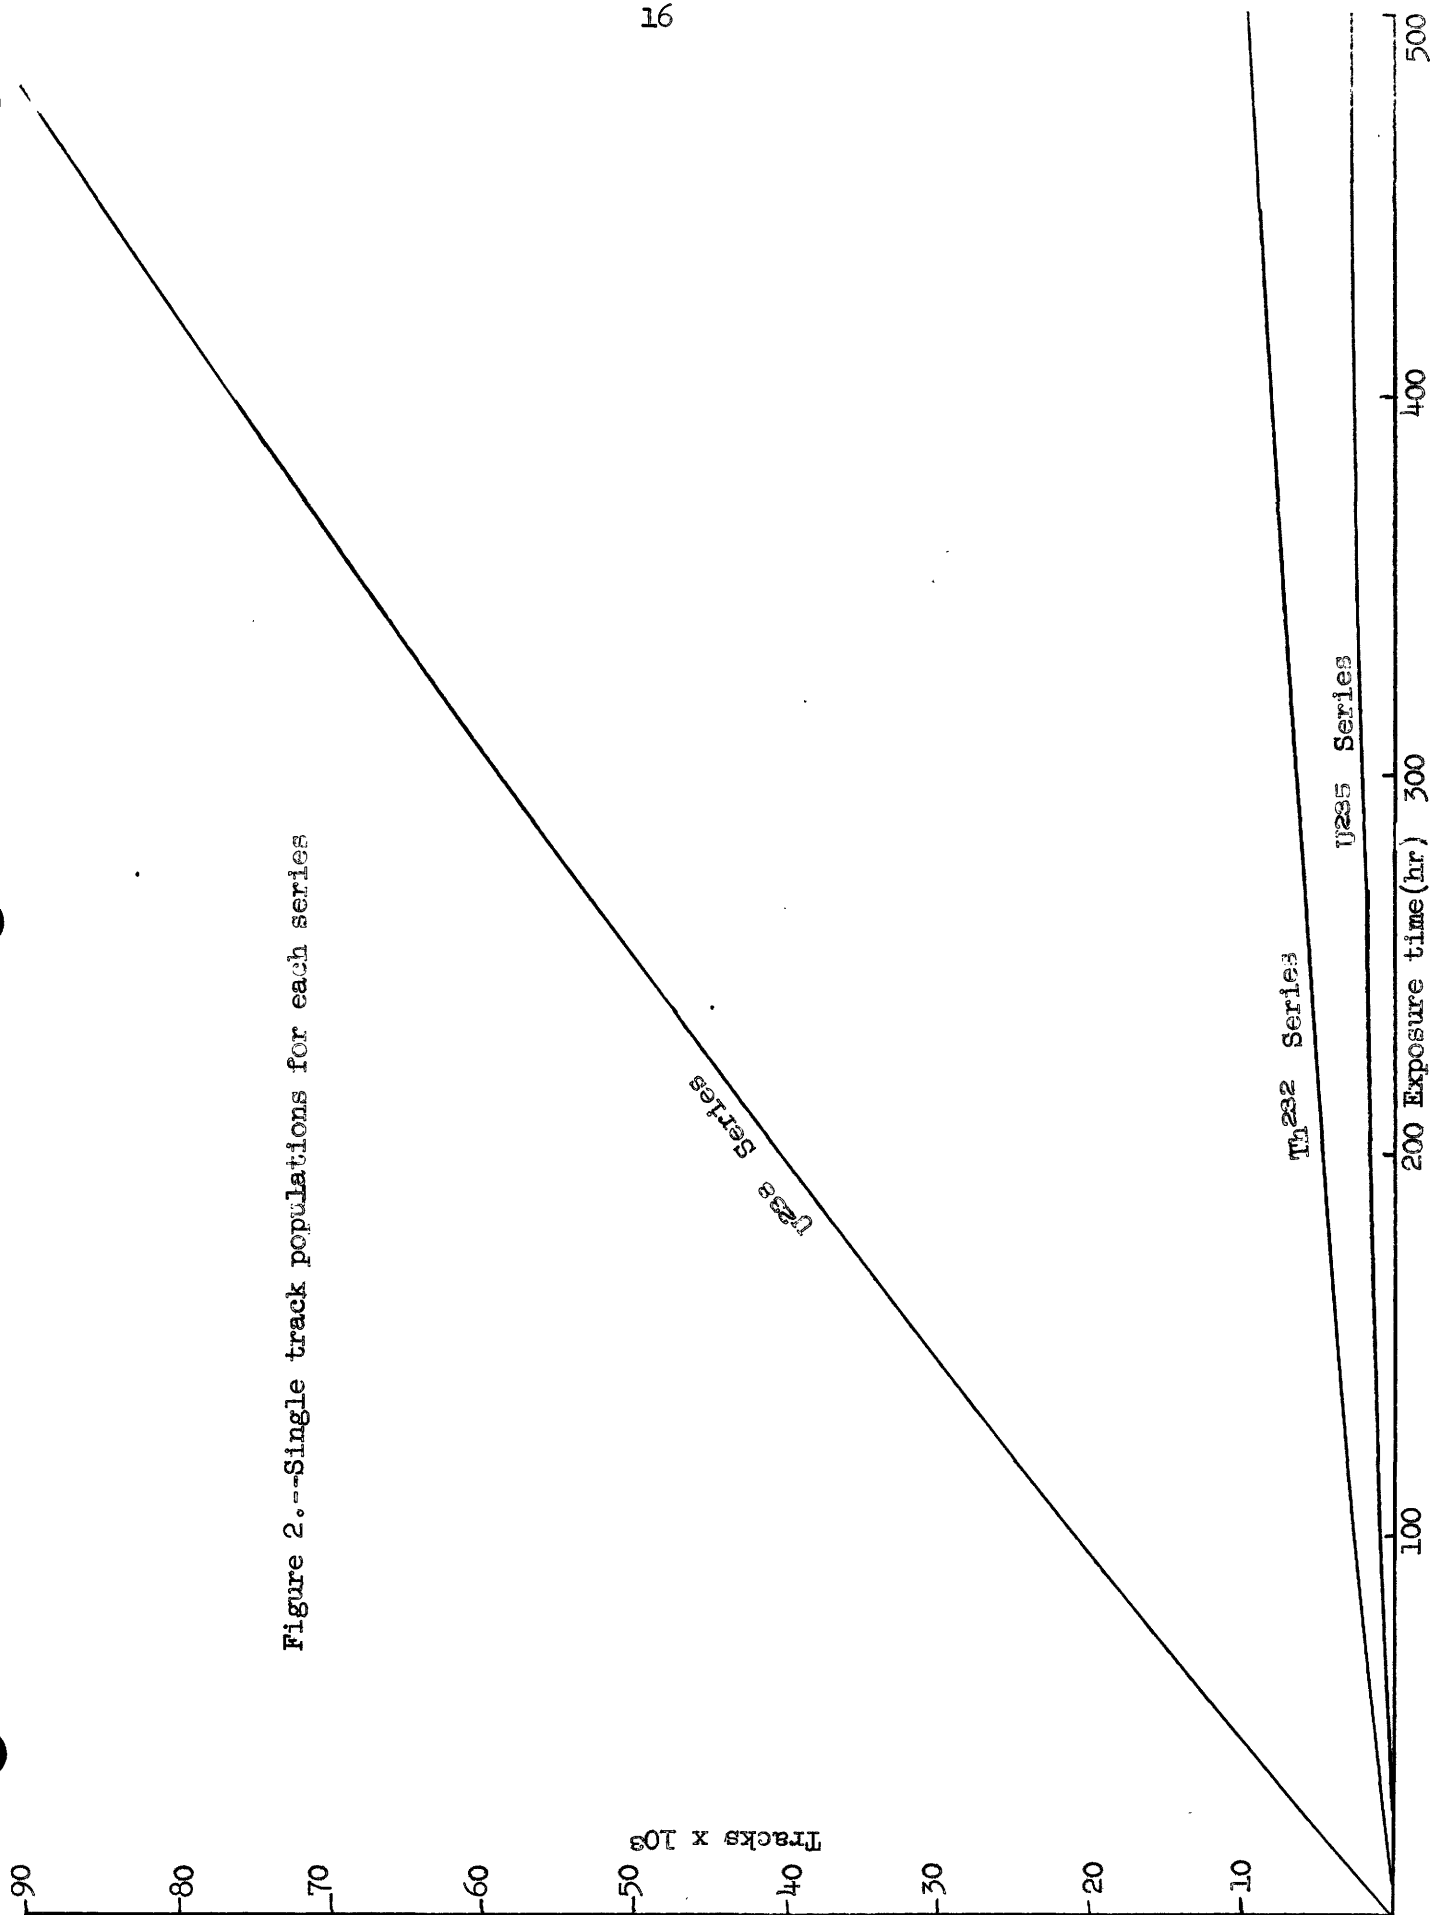 16
Figure 2.--Single track populations for each series
Tracks x 10³
90
80
70
60
50
40
30
20
10
U²³⁸ Series
Th²³² Series
U²³⁵ Series
100
200
300
400
500
Exposure time(hr)